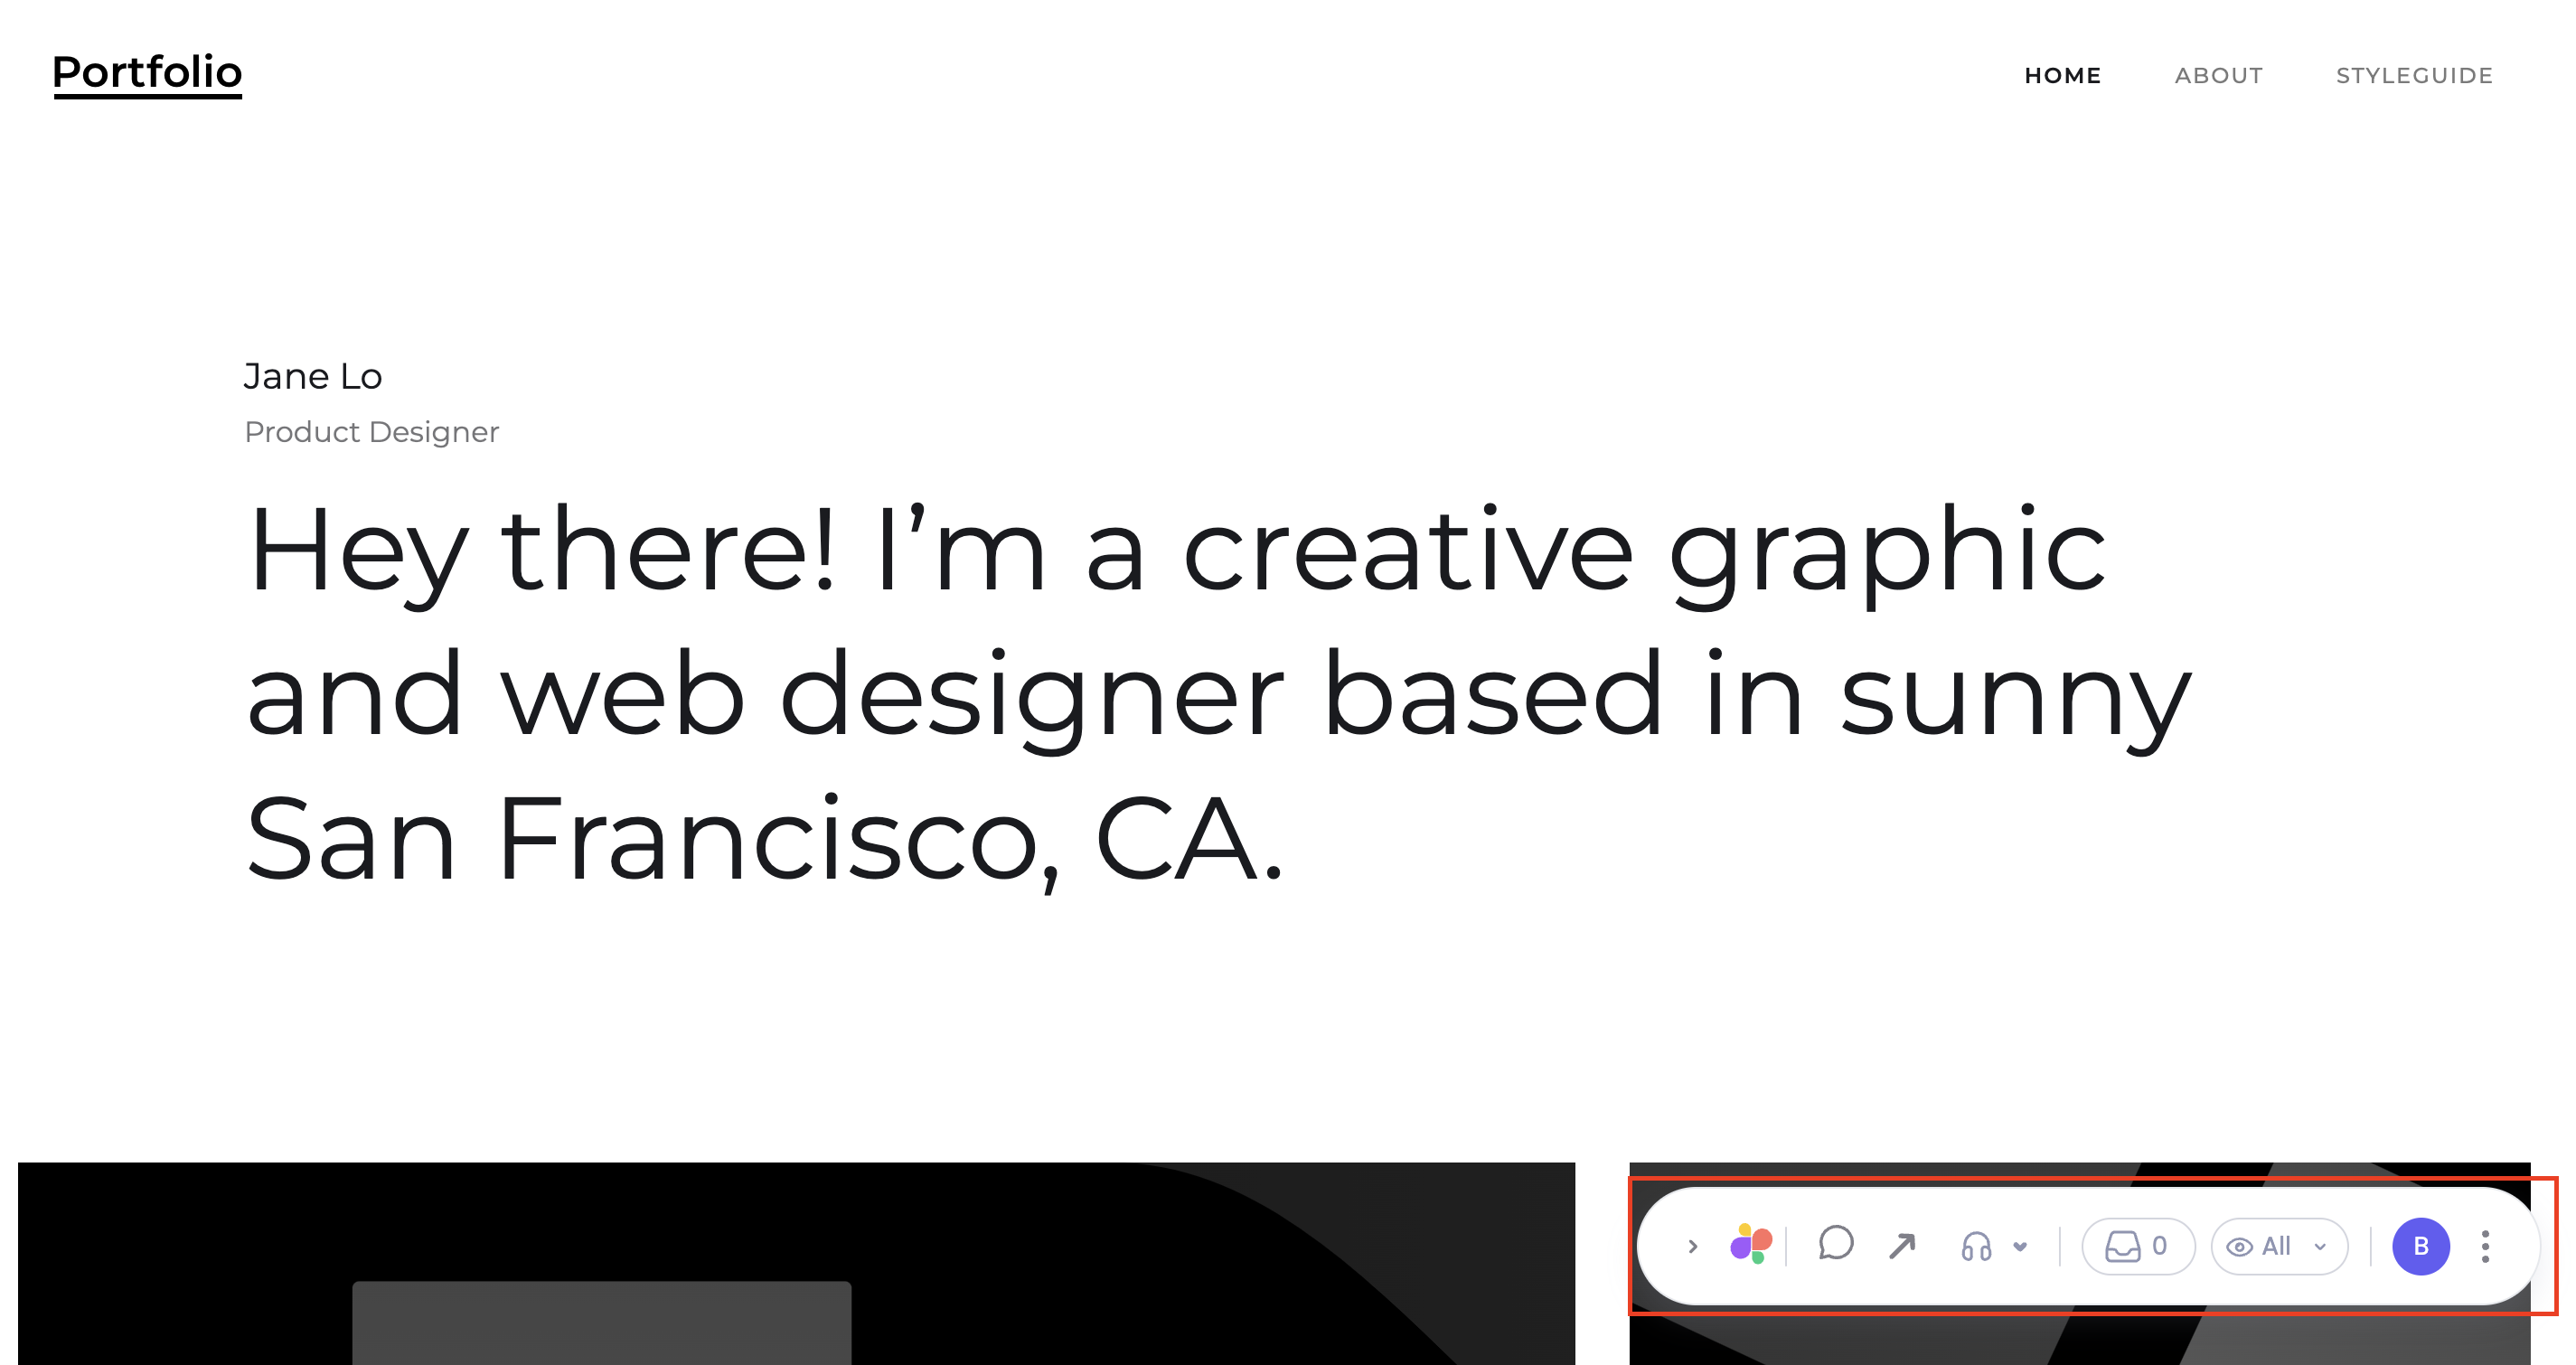 Portfolio
HOME ABOUT STYLEGUIDE
Jane Lo
Product Designer
Hey there! I’m a creative graphic
and web designer based in sunny
San Francisco, CA.
0 All B